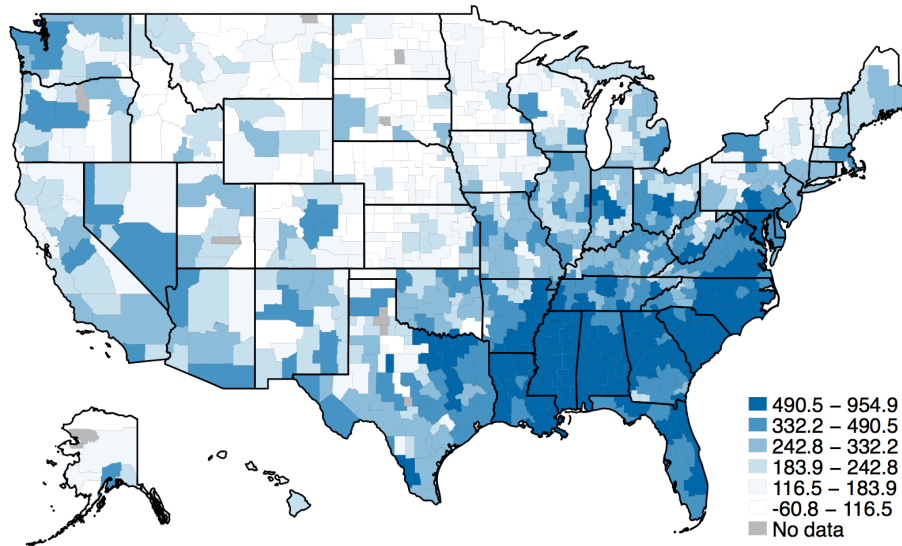 490.5 – 954.9
332.2 – 490.5
242.8 – 332.2
183.9 – 242.8
116.5 – 183.9
-60.8 – 116.5
No data